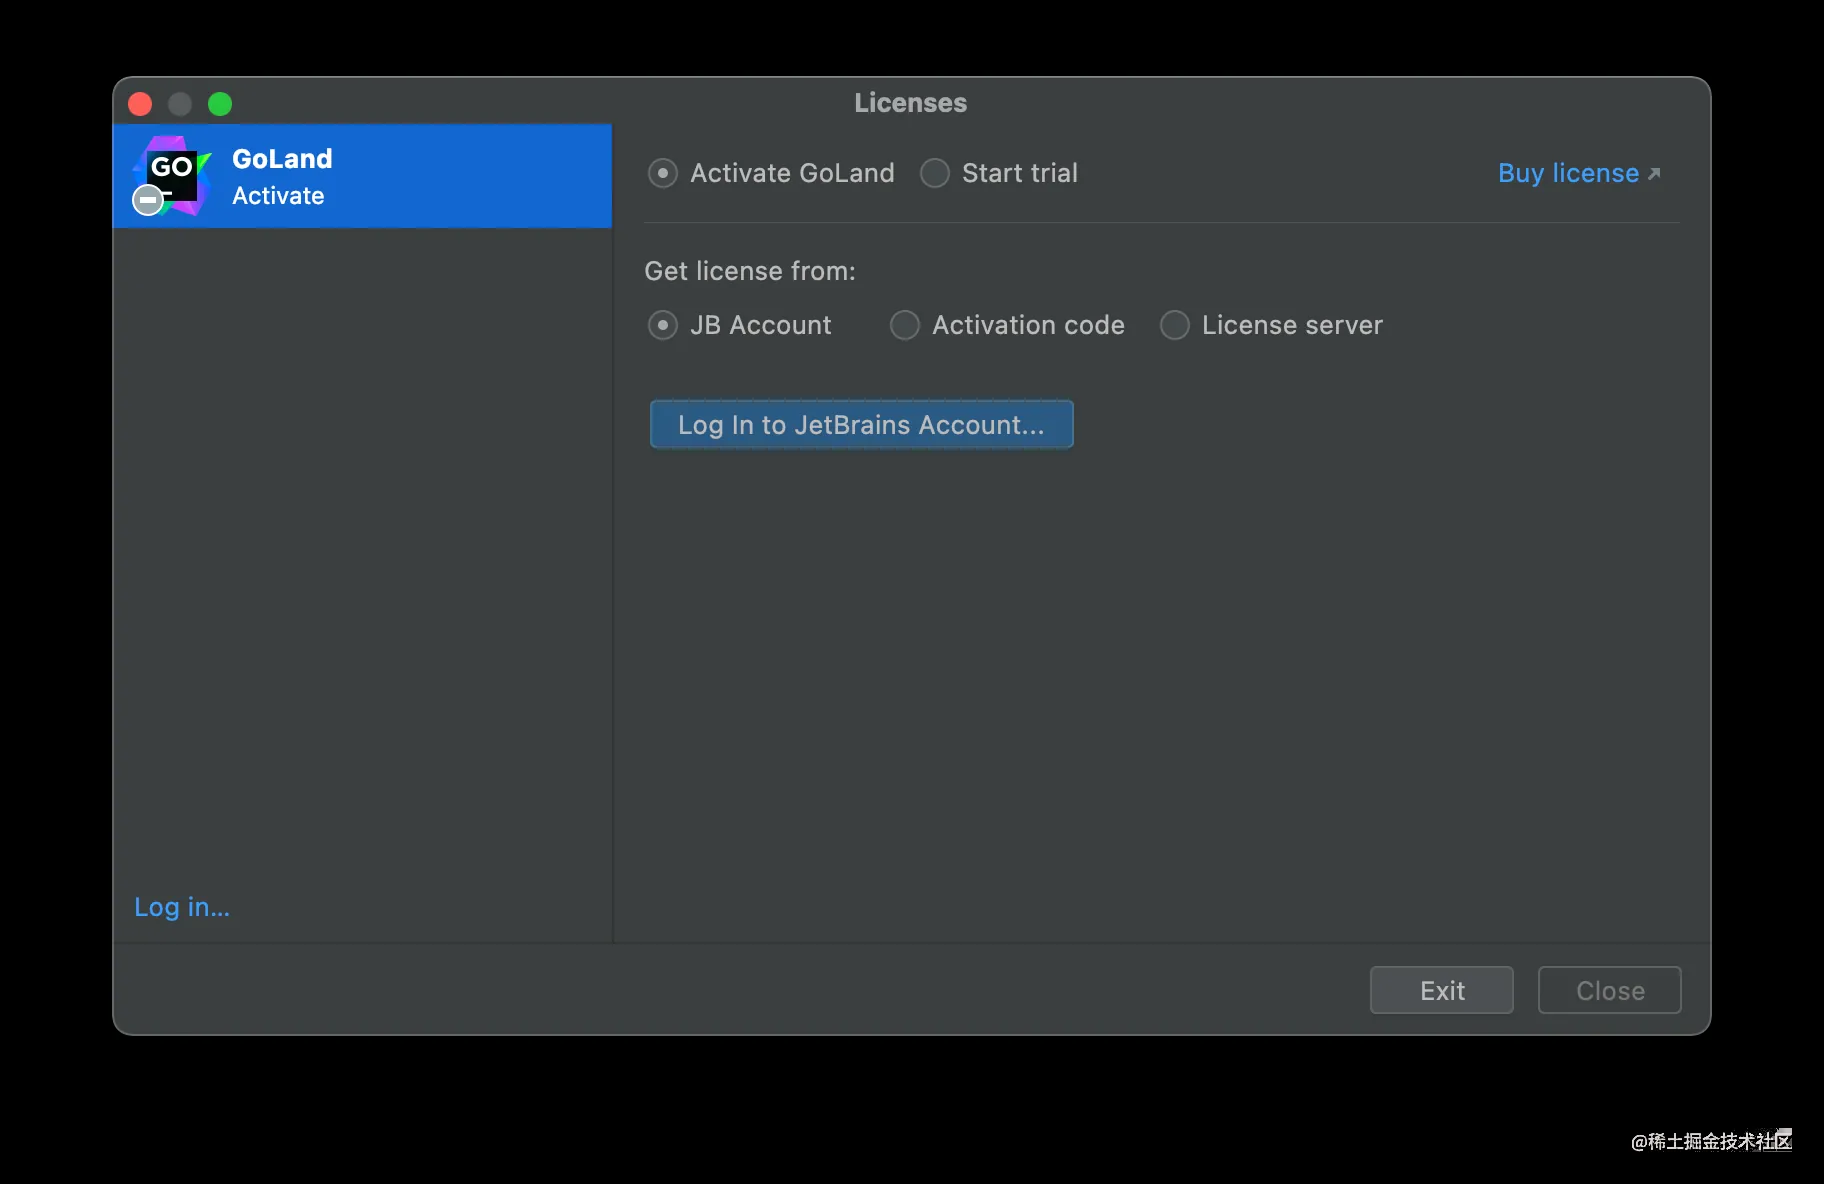 Licenses
GO
GoLand
Activate
Activate GoLand
Start trial
Buy license
Get license from:
JB Account
Activation code
License server
Log In to JetBrains Account...
Log in...
Exit
Close
@稀土掘金技术社区